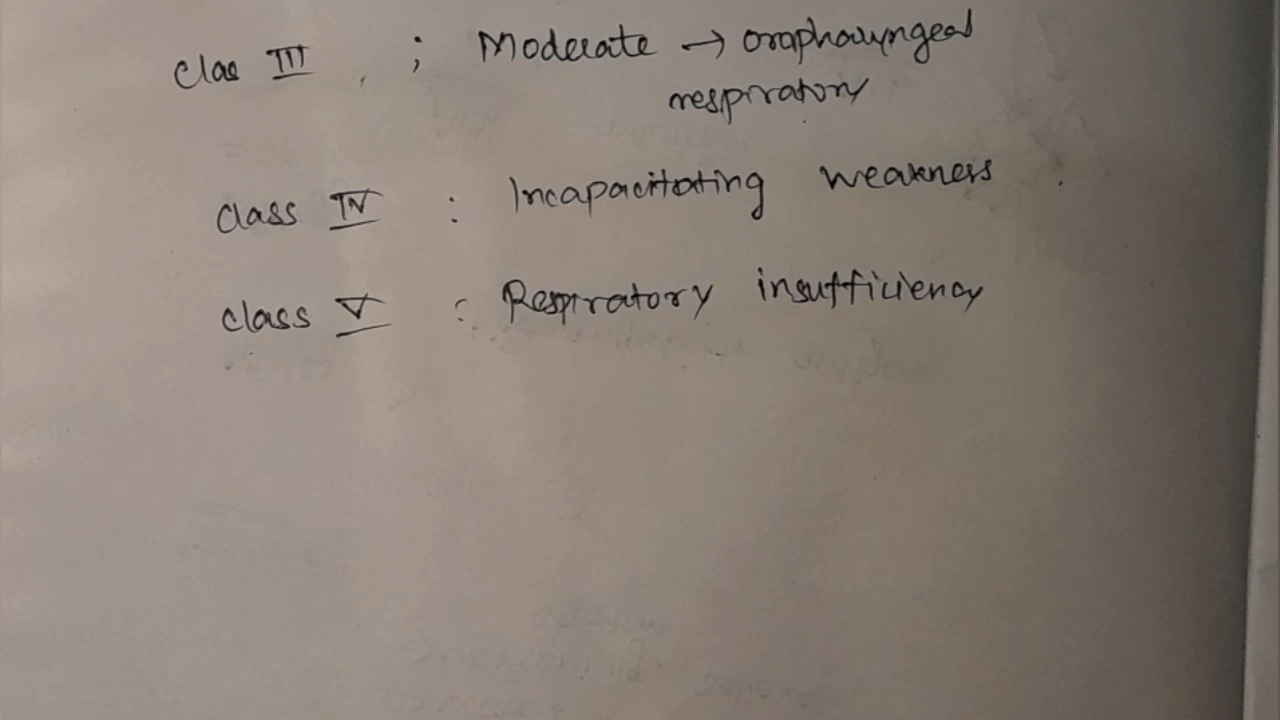 Clas III ; Moderate → oropharyngeal
respiratory
Class IV : Incapacitating weakness
class V : Respiratory insufficiency